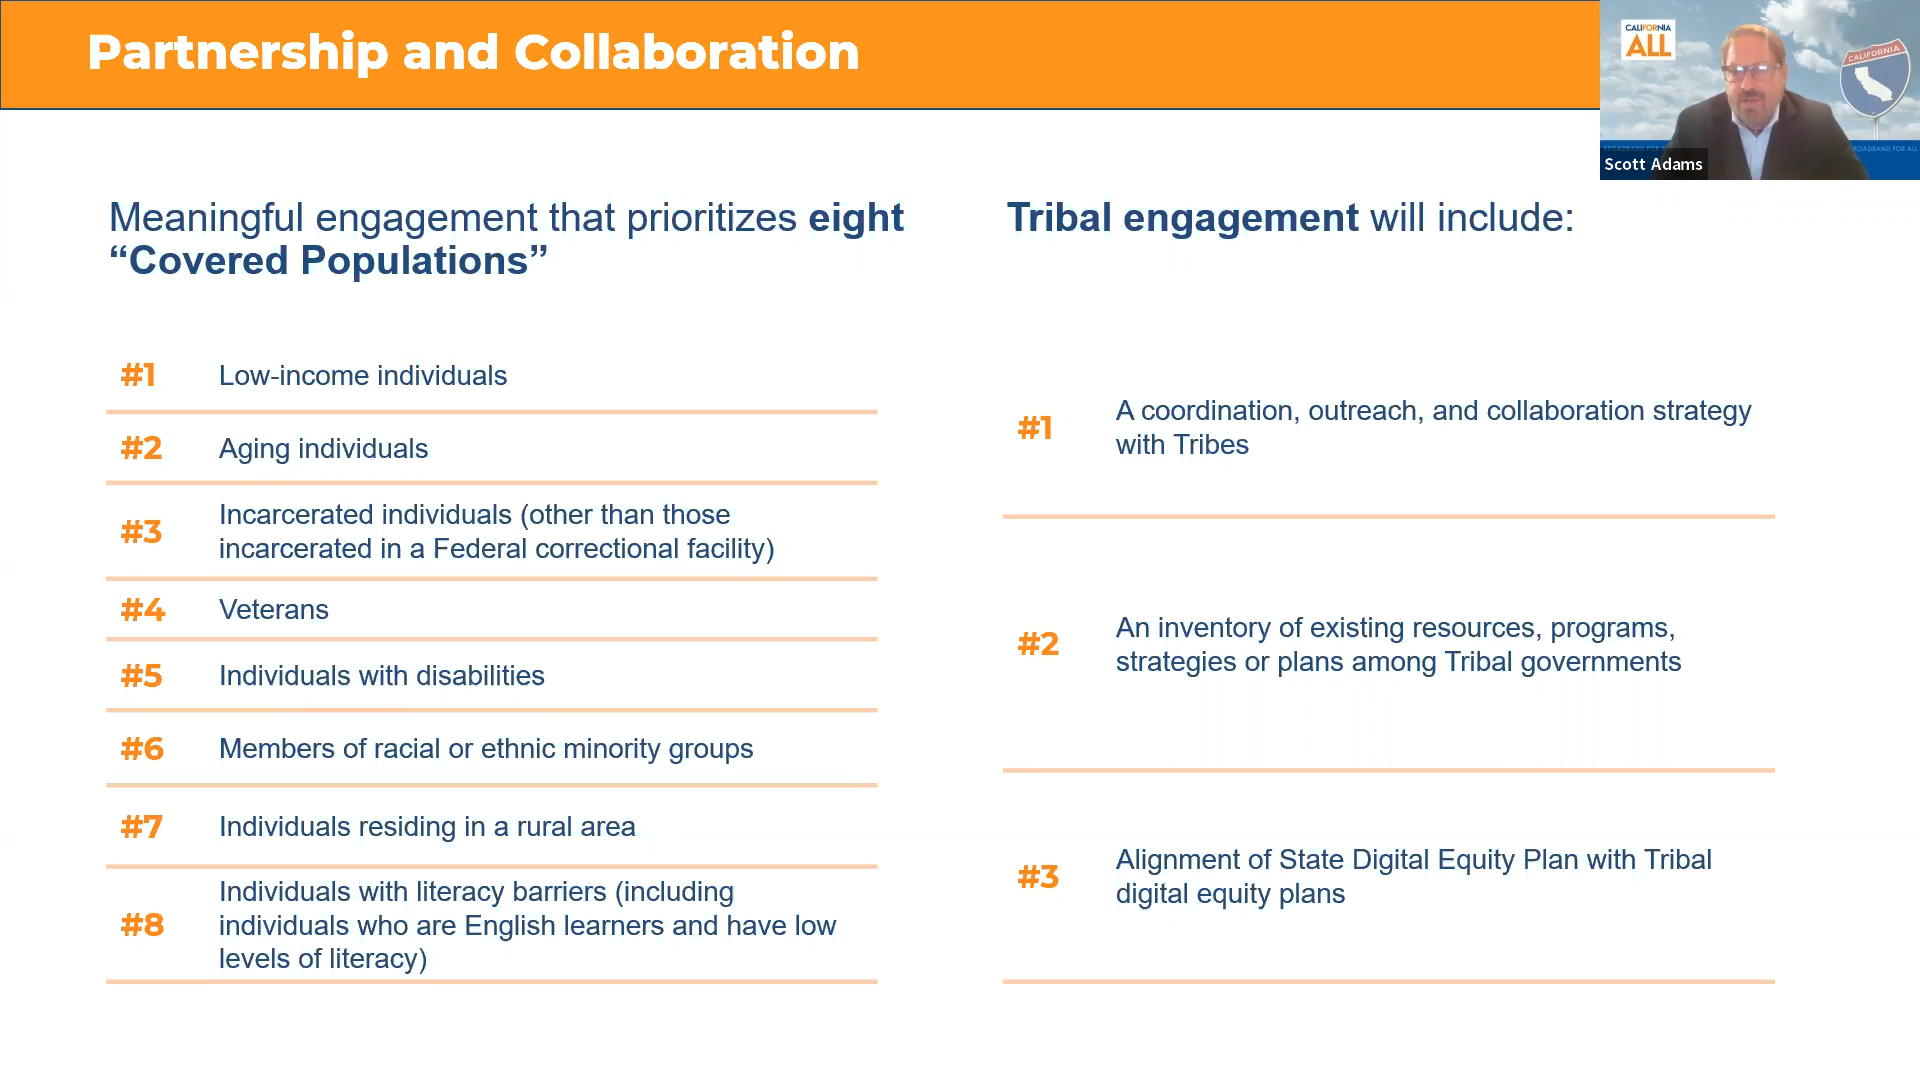 Partnership and Collaboration
CALIFORNIA
ALL
CALIFORNIA
BROADBAND FOR ALL
Scott Adams
Meaningful engagement that prioritizes eight
“Covered Populations”
#1 Low-income individuals
#2 Aging individuals
#3 Incarcerated individuals (other than those
incarcerated in a Federal correctional facility)
#4 Veterans
#5 Individuals with disabilities
#6 Members of racial or ethnic minority groups
#7 Individuals residing in a rural area
#8 Individuals with literacy barriers (including
individuals who are English learners and have low
levels of literacy)
Tribal engagement will include:
#1 A coordination, outreach, and collaboration strategy
with Tribes
#2 An inventory of existing resources, programs,
strategies or plans among Tribal governments
#3 Alignment of State Digital Equity Plan with Tribal
digital equity plans